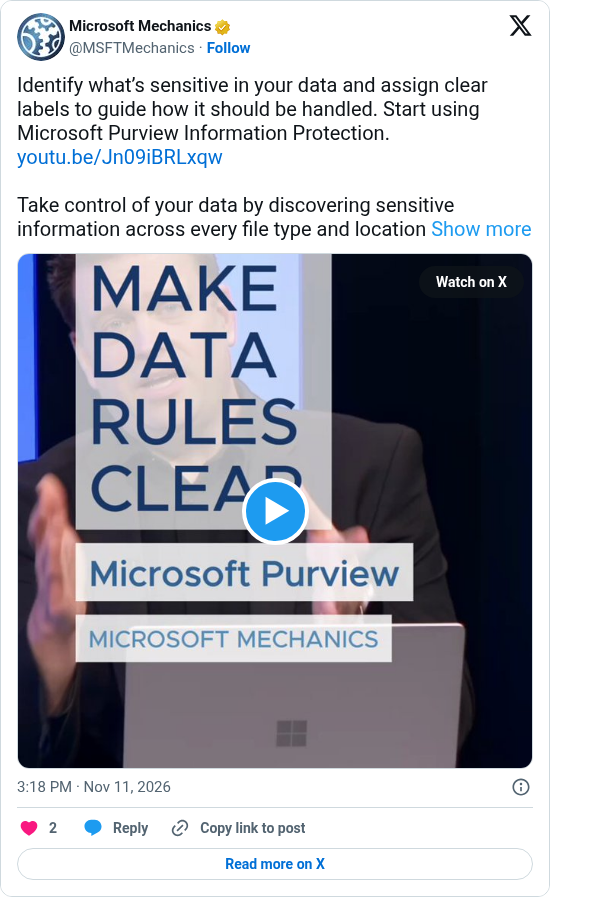 Microsoft Mechanics
@MSFTMechanics · Follow
Identify what’s sensitive in your data and assign clear
labels to guide how it should be handled. Start using
Microsoft Purview Information Protection.
youtu.be/Jn09iBRLxqw
Take control of your data by discovering sensitive
information across every file type and location Show more
Watch on X
MAKE
DATA
RULES
CLEAR
Microsoft Purview
MICROSOFT MECHANICS
3:18 PM · Nov 11, 2026
2 Reply Copy link to post
Read more on X